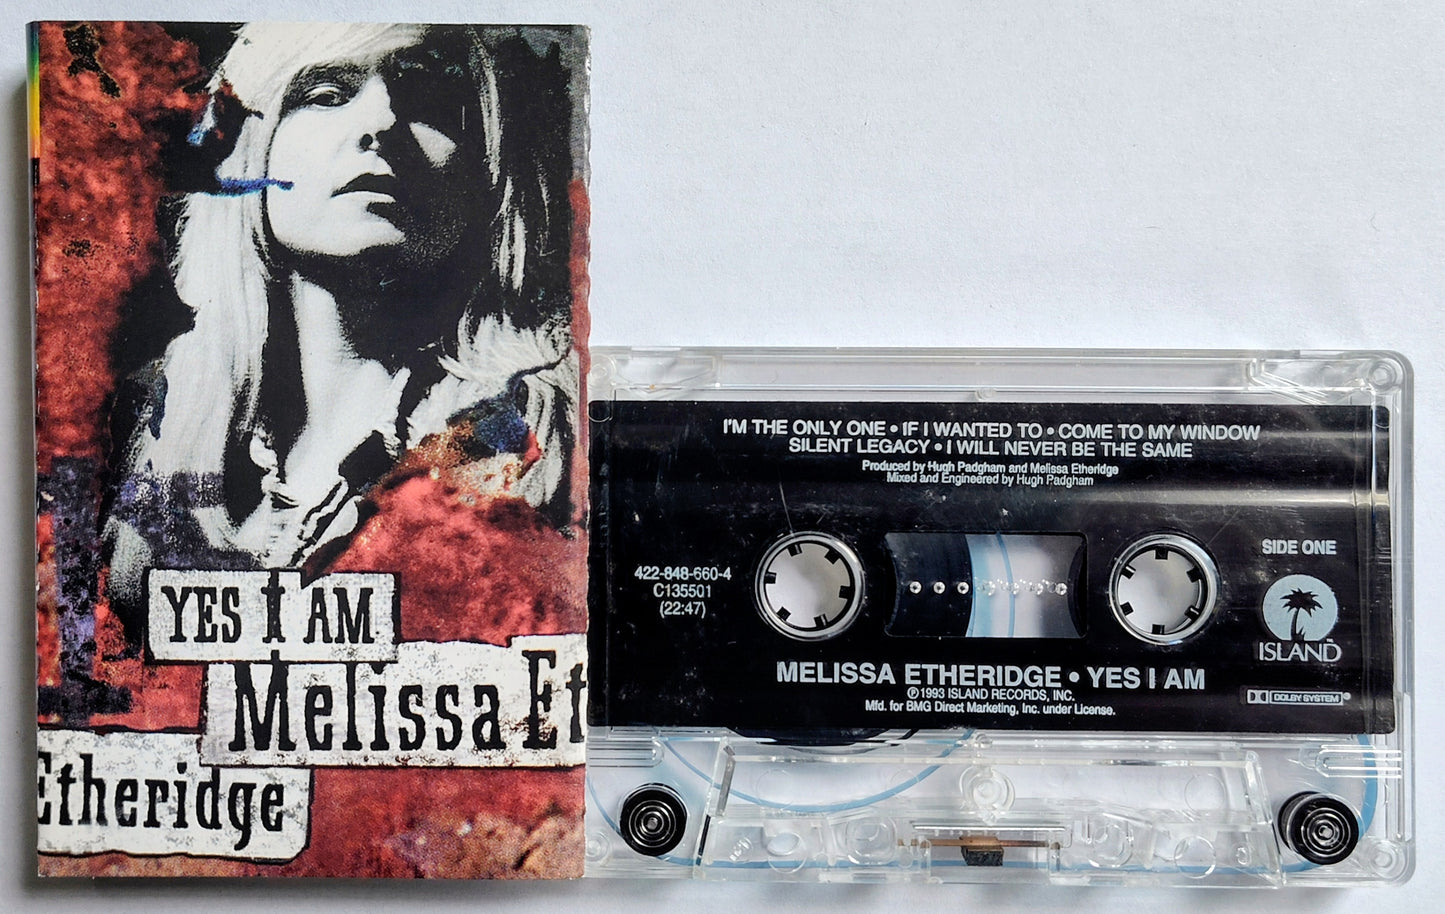 YES I AM
Melissa Et
Etheridge
I'M THE ONLY ONE • IF I WANTED TO • COME TO MY WINDOW
SILENT LEGACY • I WILL NEVER BE THE SAME
Produced by Hugh Padgham and Melissa Etheridge
Mixed and Engineered by Hugh Padgham
422-848-660-4
C135501
(22:47)
SIDE ONE
ISLAND
TM
MELISSA ETHERIDGE • YES I AM
℗ 1993 ISLAND RECORDS, INC.
Mfd. for BMG Direct Marketing, Inc. under License.
DOLBY SYSTEM®